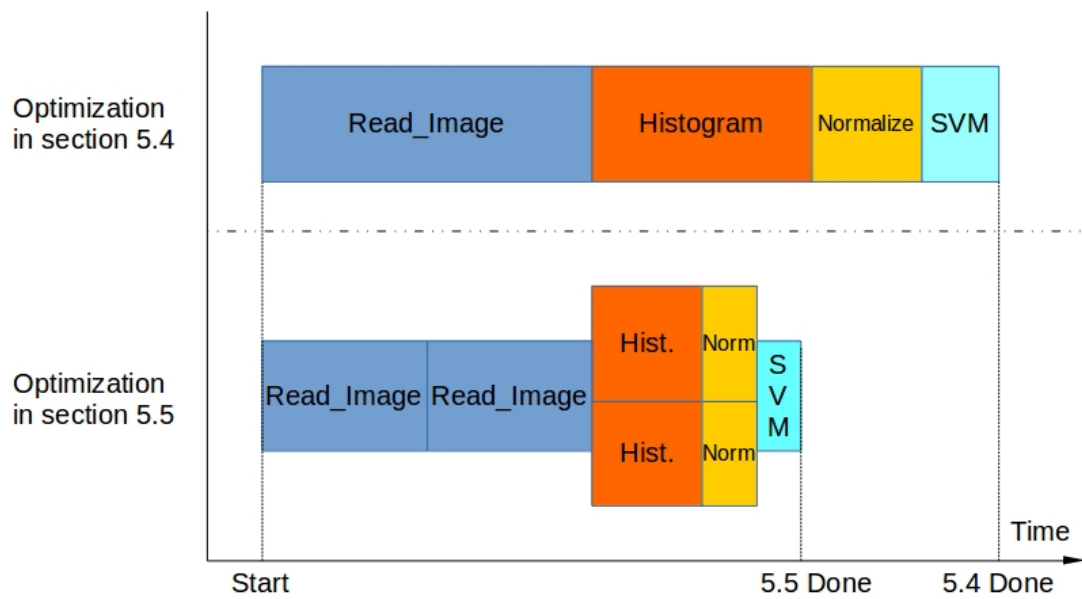 Optimization
in section 5.4
Read_Image
Histogram
Normalize
SVM
Optimization
in section 5.5
Read_Image
Read_Image
Hist.
Norm
Hist.
Norm
S
V
M
Time
Start
5.5 Done
5.4 Done